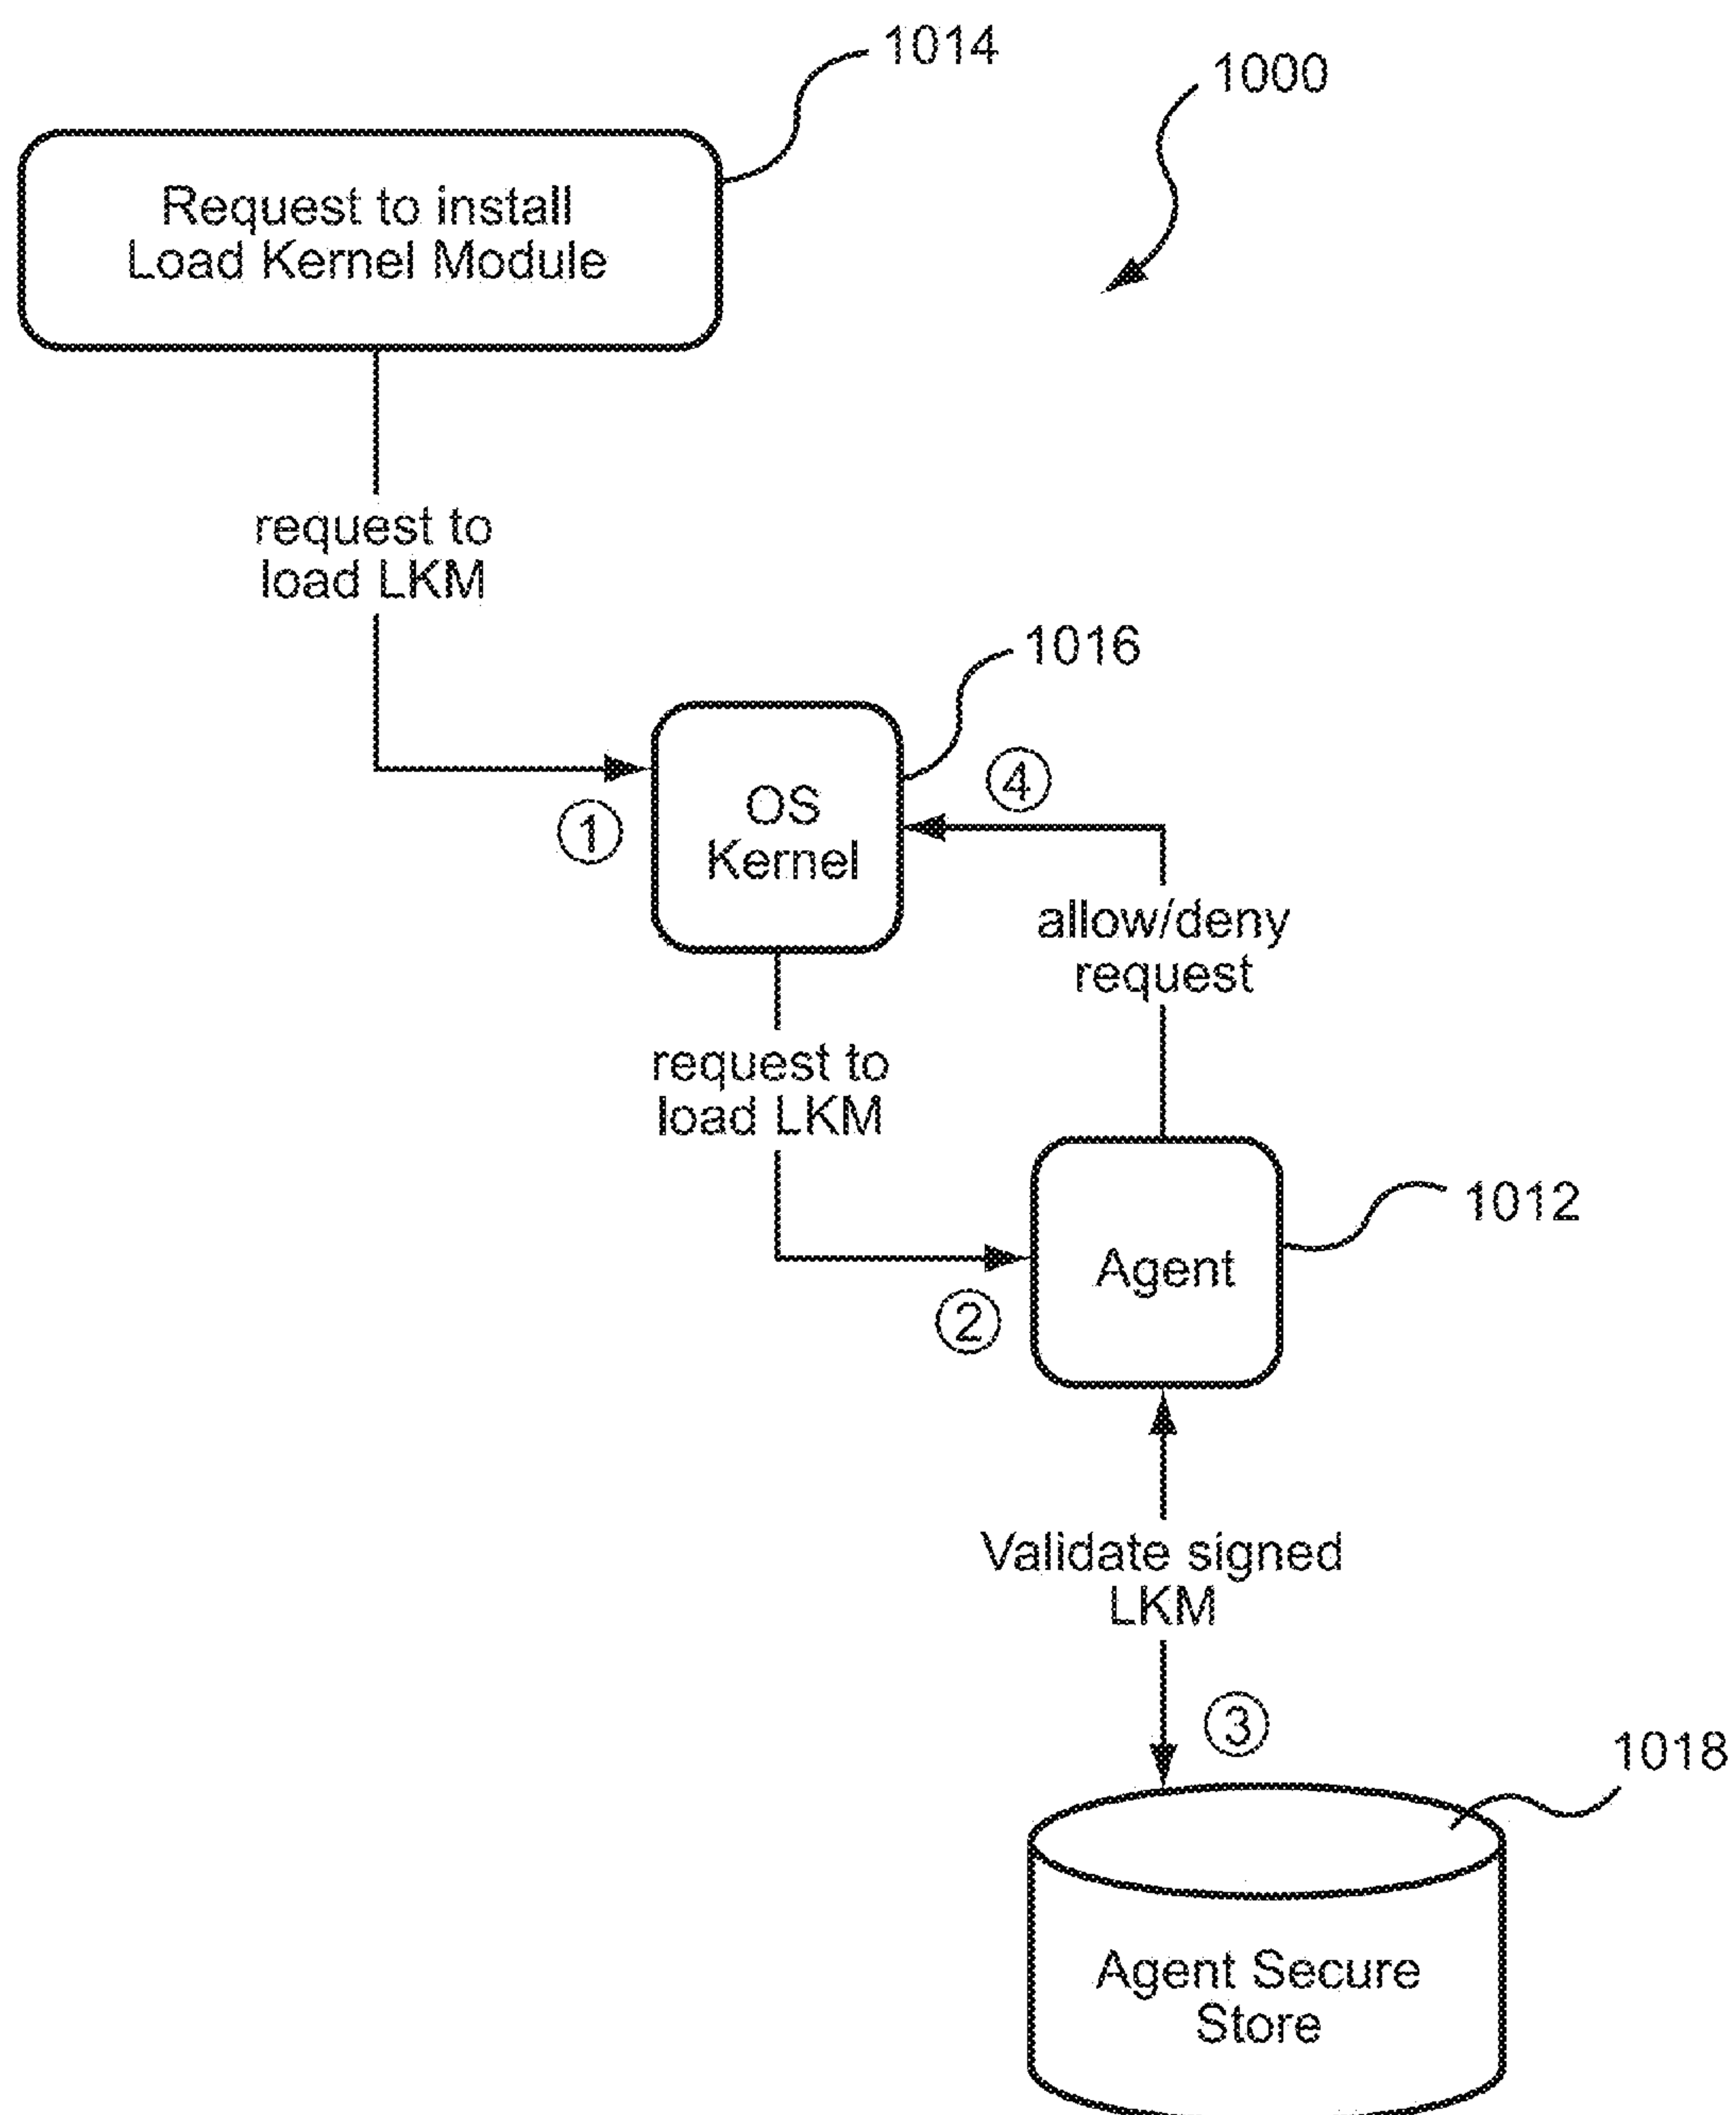 1014
1000
Request to install
Load Kernel Module
request to
load LKM
1016
4
OS
Kernel
1
allow/deny
request
request to
load LKM
1012
Agent
2
Validate signed
LKM
3
1018
Agent Secure
Store